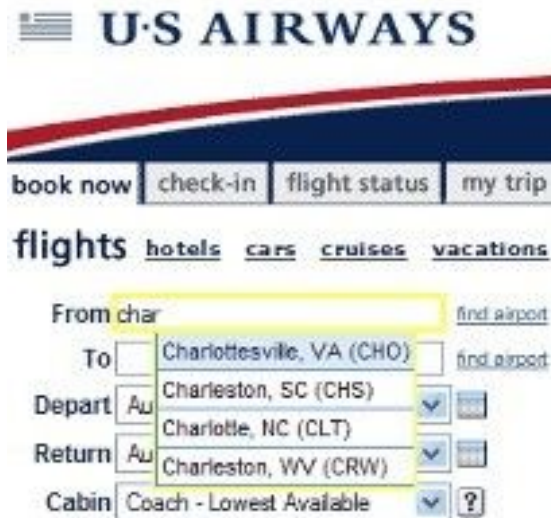 U·S AIRWAYS
book now check-in flight status my trip
flights hotels cars cruises vacations
From char find airport
To find airport
Charlottesville, VA (CHO)
Charleston, SC (CHS)
Charlotte, NC (CLT)
Charleston, WV (CRW)
Depart Au
Return Au
Cabin Coach - Lowest Available ?